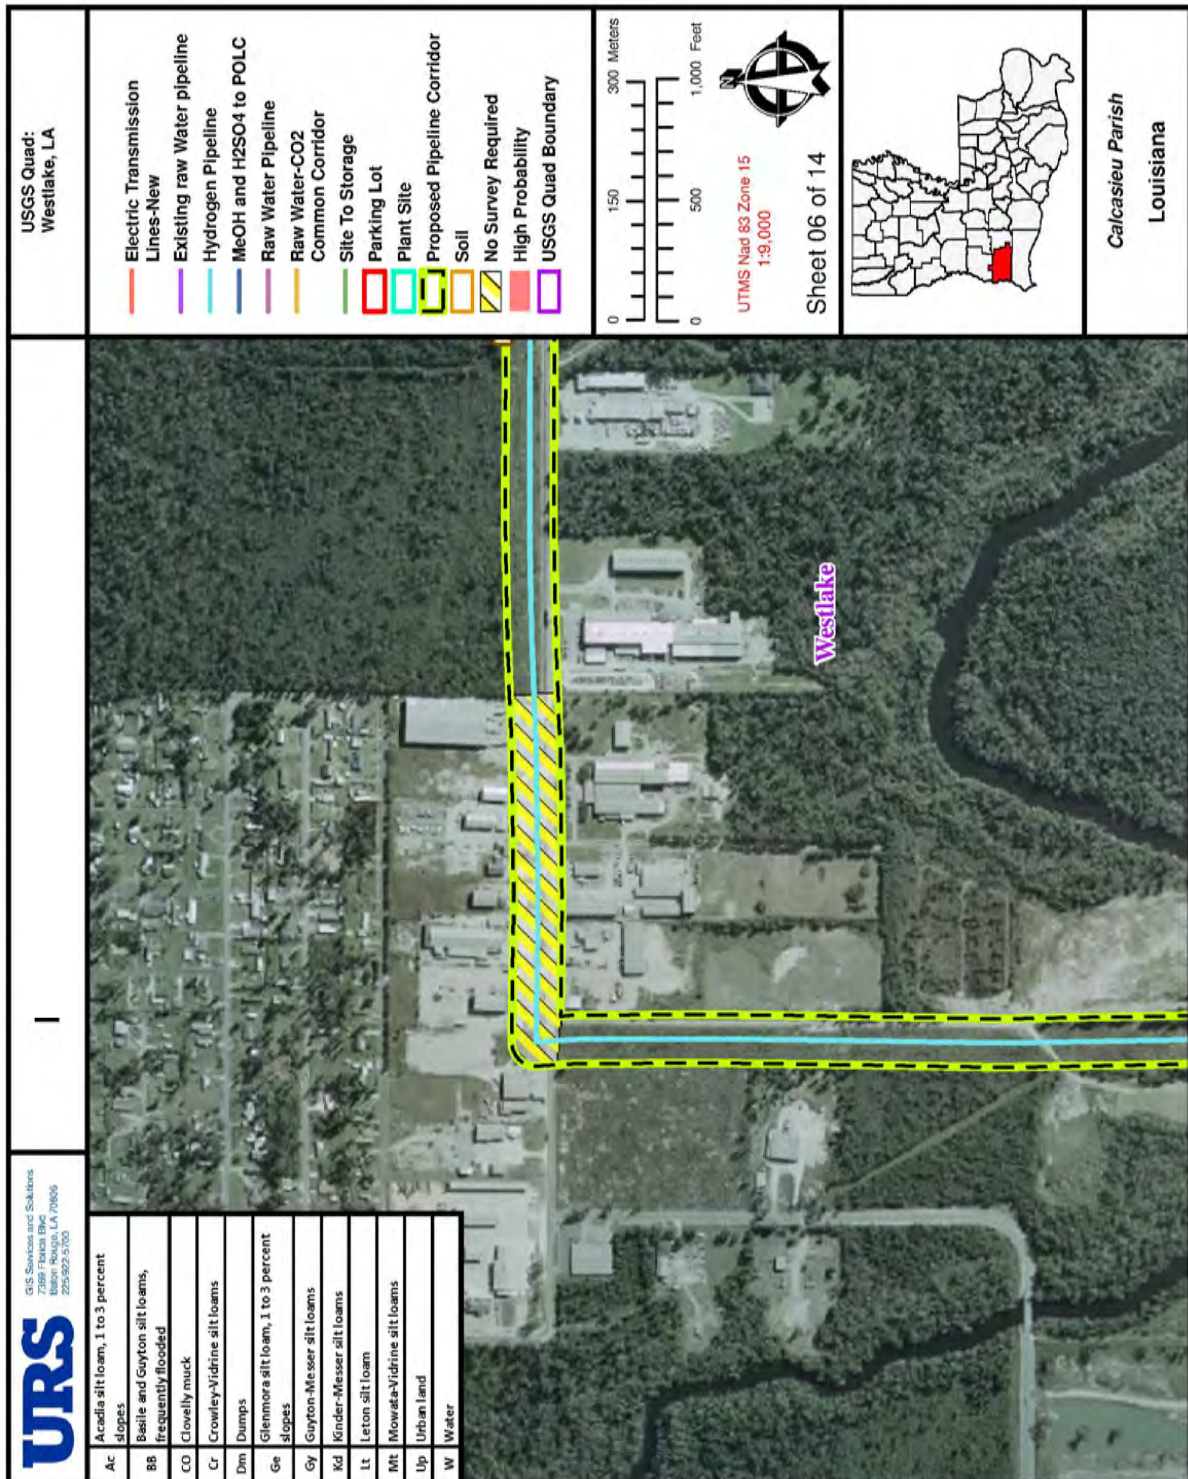 URS
GIS Services and Solutions
7389 Florida Blvd
Baton Rouge, LA 70806
225/922-5700
USGS Quad:
Westlake, LA
Ac Acadia silt loam, 1 to 3 percent
slopes
BB Basile and Guyton silt loams,
frequently flooded
CO Clovelly muck
Cr Crowley-Vidrine silt loams
Dm Dumps
Ge Glenmora silt loam, 1 to 3 percent
slopes
Gy Guyton-Messer silt loams
Kd Kinder-Messer silt loams
Lt Leton silt loam
Mt Mowata-Vidrine silt loams
Up Urban land
W Water
Westlake
Electric Transmission
Lines-New
Existing raw Water pipeline
Hydrogen Pipeline
MeOH and H2SO4 to POLC
Raw Water Pipeline
Raw Water-CO2
Common Corridor
Site To Storage
Parking Lot
Plant Site
Proposed Pipeline Corridor
Soil
No Survey Required
High Probability
USGS Quad Boundary
0 150 300 Meters
0 500 1,000 Feet
N
UTMS Nad 83 Zone 15
1:9,000
Sheet 06 of 14
Calcasieu Parish
Louisiana